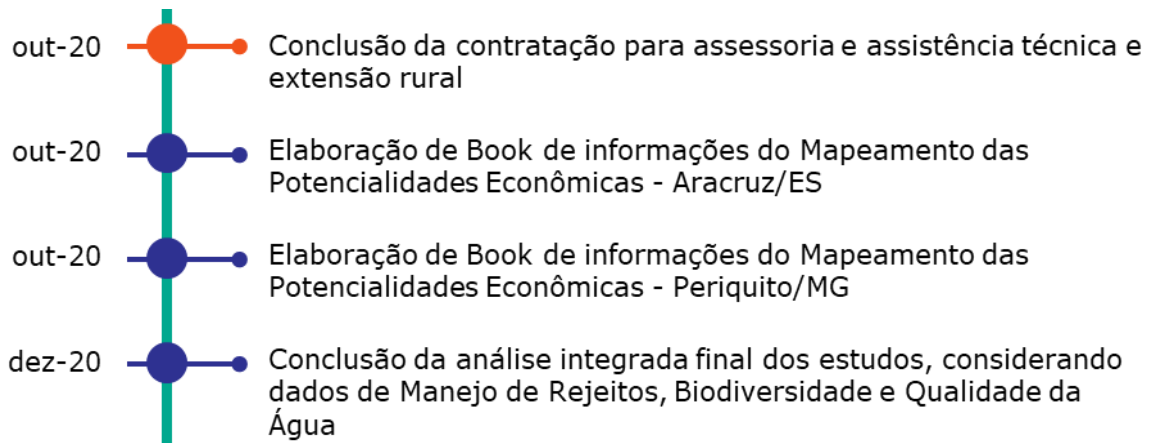 out-20
Conclusão da contratação para assessoria e assistência técnica e
extensão rural
out-20
Elaboração de Book de informações do Mapeamento das
Potencialidades Econômicas - Aracruz/ES
out-20
Elaboração de Book de informações do Mapeamento das
Potencialidades Econômicas - Periquito/MG
dez-20
Conclusão da análise integrada final dos estudos, considerando
dados de Manejo de Rejeitos, Biodiversidade e Qualidade da
Água